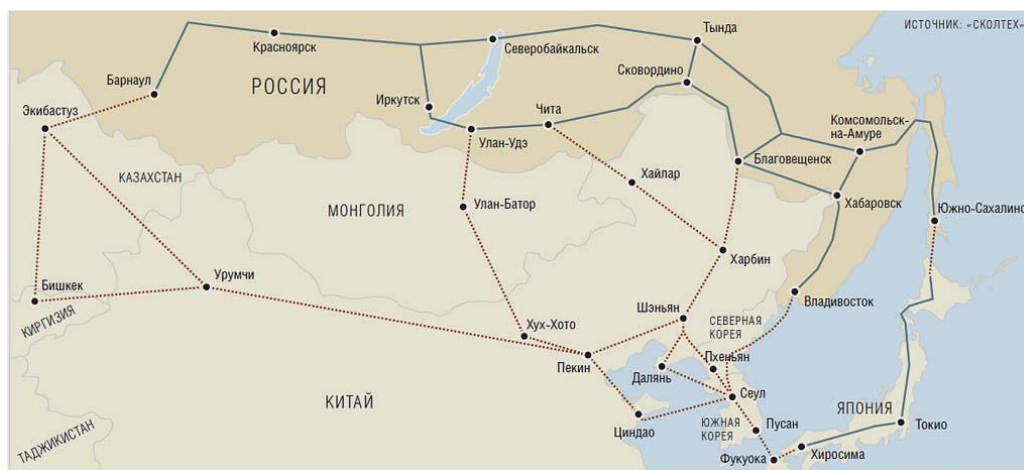 ИСТОЧНИК: «СКОЛТЕХ»
Тында
Красноярск
Северобайкальск
Сковордино
Барнаул
РОССИЯ
Иркутск
Чита
Экибастуз
Комсомольск-
на-Амуре
Улан-Удэ
Благовещенск
КАЗАХСТАН
Хайлар
МОНГОЛИЯ
Улан-Батор
Хабаровск
Южно-Сахалино
Харбин
Урумчи
Бишкек
Владивосток
КИРГИЗИЯ
Шэньян
СЕВЕРНАЯ
КОРЕЯ
Хух-Хото
Пекин
Пхеньян
Далянь
Сеул
КИТАЙ
ЯПОНИЯ
Циндао
ЮЖНАЯ
КОРЕЯ
Пусан
Токио
ТАДЖИКИСТАН
Фукуока
Хиросима